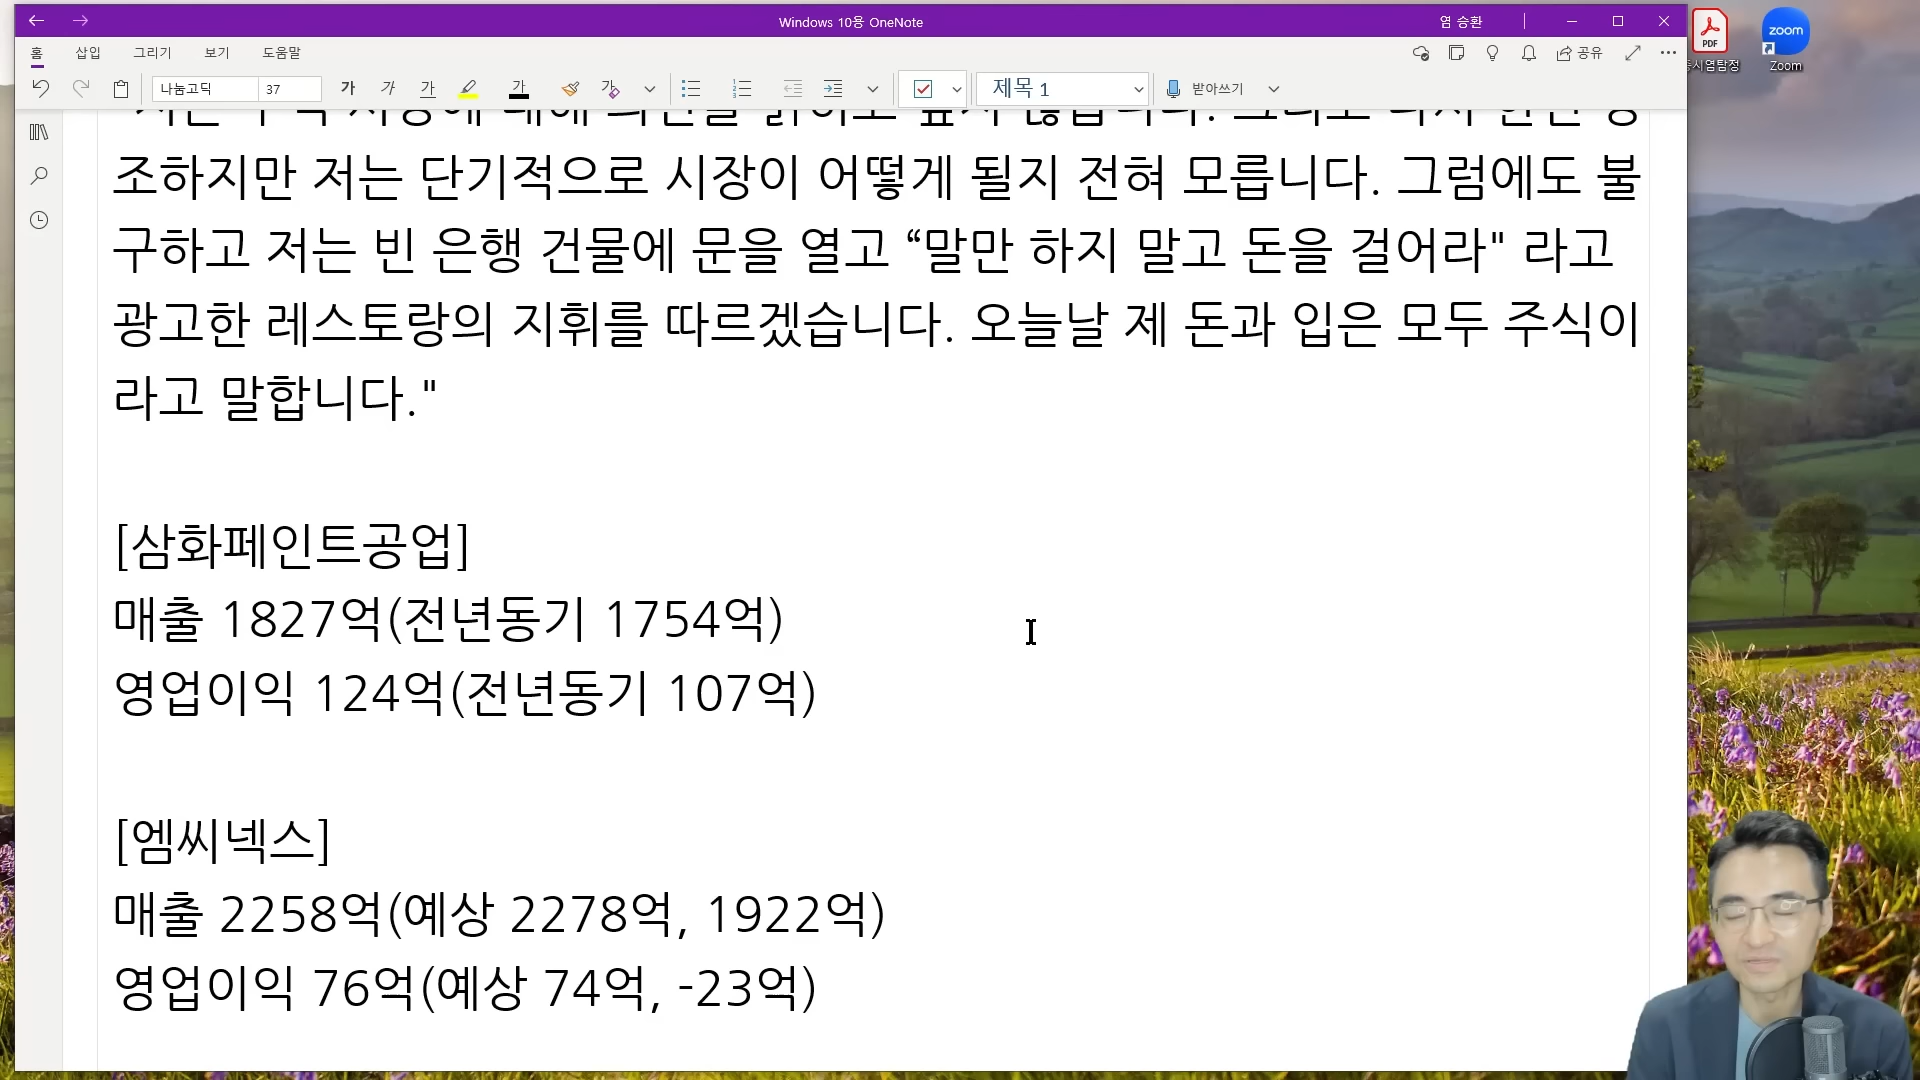 Windows 10용 OneNote
염 승환
홈 삽입 그리기 보기 도움말
공유
나눔고딕 37
가 가 가 가
제목 1
받아쓰기
조하지만 저는 단기적으로 시장이 어떻게 될지 전혀 모릅니다. 그럼에도 불
구하고 저는 빈 은행 건물에 문을 열고 “말만 하지 말고 돈을 걸어라" 라고
광고한 레스토랑의 지휘를 따르겠습니다. 오늘날 제 돈과 입은 모두 주식이
라고 말합니다."
[삼화페인트공업]
매출 1827억(전년동기 1754억)
영업이익 124억(전년동기 107억)
[엠씨넥스]
매출 2258억(예상 2278억, 1922억)
영업이익 76억(예상 74억, -23억)
PDF
zoom
Zoom